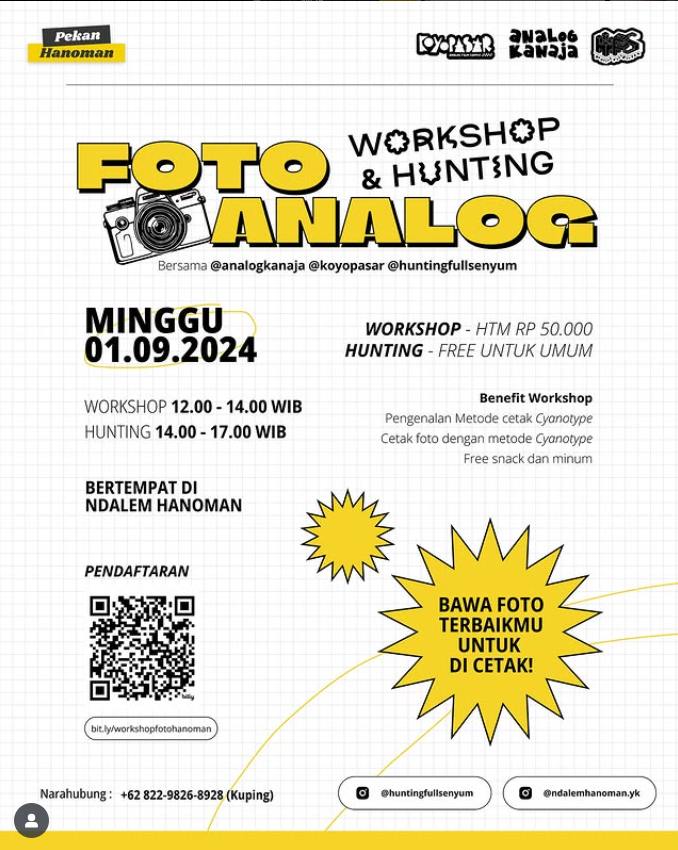 Pekan
Hanoman
KOYOPASAR
ANALOG
KANAJA
FOTO
WORKSHOP
& HUNTING
ANALOG
Bersama @analogkanaja @koyopasar @huntingfullsenyum
MINGGU
01.09.2024
WORKSHOP - HTM RP 50.000
HUNTING - FREE UNTUK UMUM
WORKSHOP 12.00 - 14.00 WIB
HUNTING 14.00 - 17.00 WIB
Benefit Workshop
Pengenalan Metode cetak Cyanotype
Cetak foto dengan metode Cyanotype
Free snack dan minum
BERTEMPAT DI
NDALEM HANOMAN
PENDAFTARAN
bitly
bit.ly/workshopfotohanoman
BAWA FOTO
TERBAIKMU
UNTUK
DI CETAK!
Narahubung : +62 822-9826-8928 (Kuping)
@huntingfullsenyum
@ndalemhanoman.yk